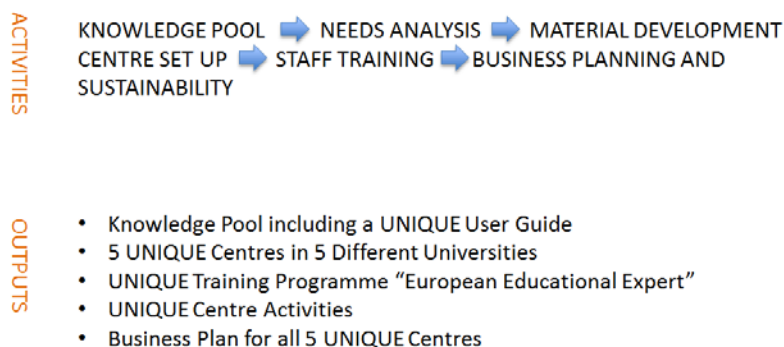 ACTIVITIES
KNOWLEDGE POOL NEEDS ANALYSIS MATERIAL DEVELOPMENT
CENTRE SET UP STAFF TRAINING BUSINESS PLANNING AND
SUSTAINABILITY
OUTPUTS
• Knowledge Pool including a UNIQUE User Guide
• 5 UNIQUE Centres in 5 Different Universities
• UNIQUE Training Programme “European Educational Expert”
• UNIQUE Centre Activities
• Business Plan for all 5 UNIQUE Centres